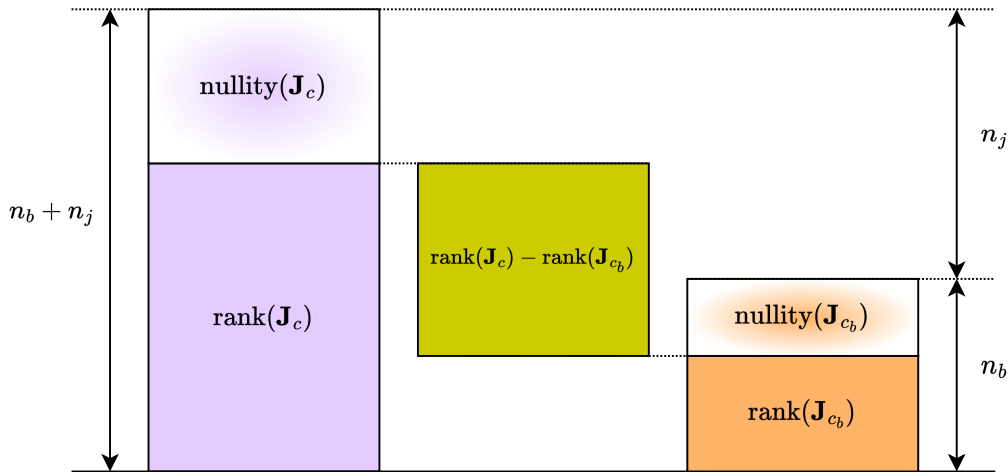 nullity(𝐉_c)
n_j
n_b + n_j
rank(𝐉_c) − rank(𝐉_{c_b})
rank(𝐉_c)
nullity(𝐉_{c_b})
n_b
rank(𝐉_{c_b})